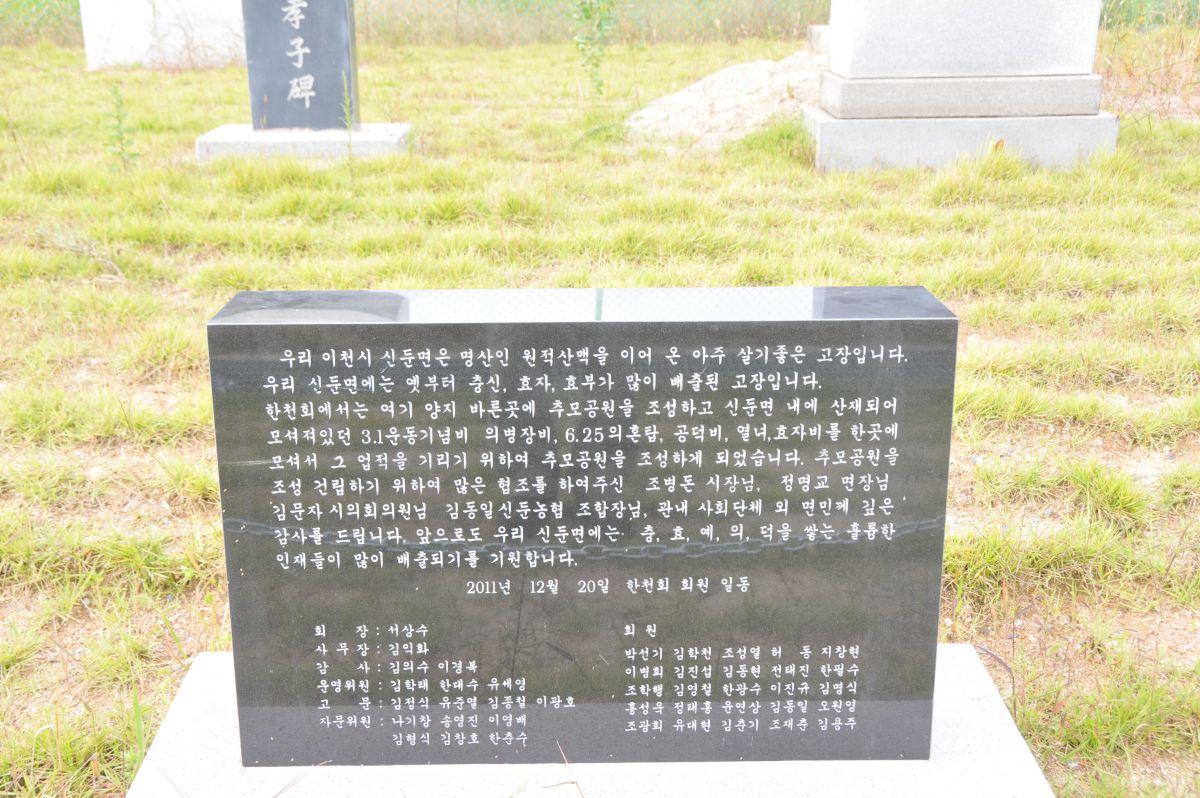 孝子碑
우리 이천시 신둔면은 명산인 원적산맥을 이어 온 아주 살기좋은 고장입니다.
우리 신둔면에는 옛부터 충신, 효자, 효부가 많이 배출된 고장입니다.
한천회에서는 여기 양지 바른곳에 추모공원을 조성하고 신둔면 내에 산재되어
모셔져있던 3.1운동기념비 의병장비, 6.25의혼탑, 공덕비, 열녀,효자비를 한곳에
모셔서 그 업적을 기리기 위하여 추모공원을 조성하게 되었습니다. 추모공원을
조성 건립하기 위하여 많은 협조를 하여주신 조병돈 시장님, 정명교 면장님
김문자 시의회의원님 김동일신둔농협 조합장님, 관내 사회단체 외 면민께 깊은
감사를 드립니다. 앞으로도 우리 신둔면에는 충, 효, 예, 의, 덕을 쌓는 훌륭한
인재들이 많이 배출되기를 기원합니다.
2011년 12월 20일 한천회 회원 일동
회 장 : 서상수
사 무 장 : 김익화
감 사 : 김의수 이경복
운영위원 : 김학태 한대수 유세영
고 문 : 김정식 유준열 김종철 이광호
자문위원 : 나기창 송영진 이영배
김형식 김창호 한춘수
회 원
박선기 김학천 조성열 허 동 지창현
이병희 김진섭 김동현 전태진 한필수
조학행 김영철 한광수 이진규 김명식
홍성욱 정태홍 윤연상 김동일 오원영
조광희 유대현 김춘기 조재춘 김용주